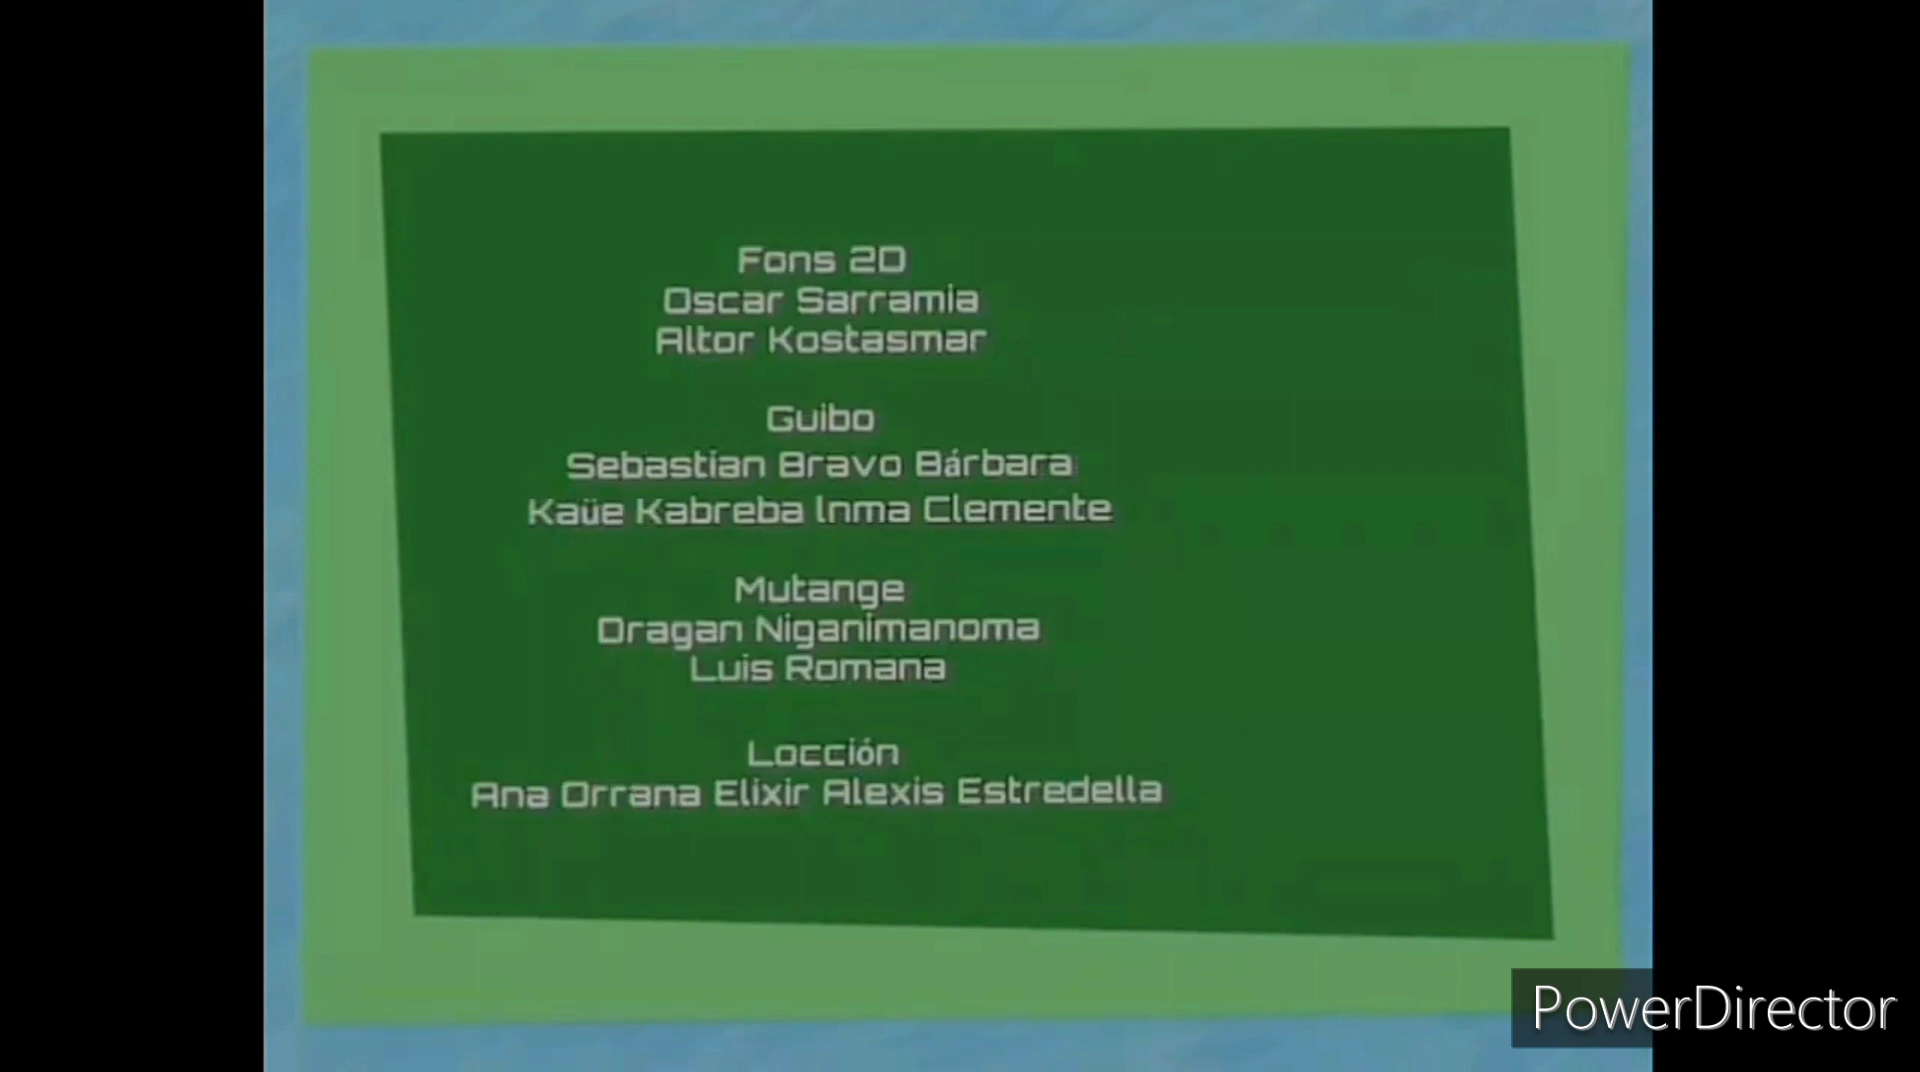 Fons 2D
Oscar Sarramia
Altor Kostasmar
Guibo
Sebastian Bravo Bárbara
Kaüe Kabreba lnma Clemente
Mutange
Dragan Niganimanoma
Luis Romana
Locción
Ana Orrana Elixir Alexis Estredella
PowerDirector